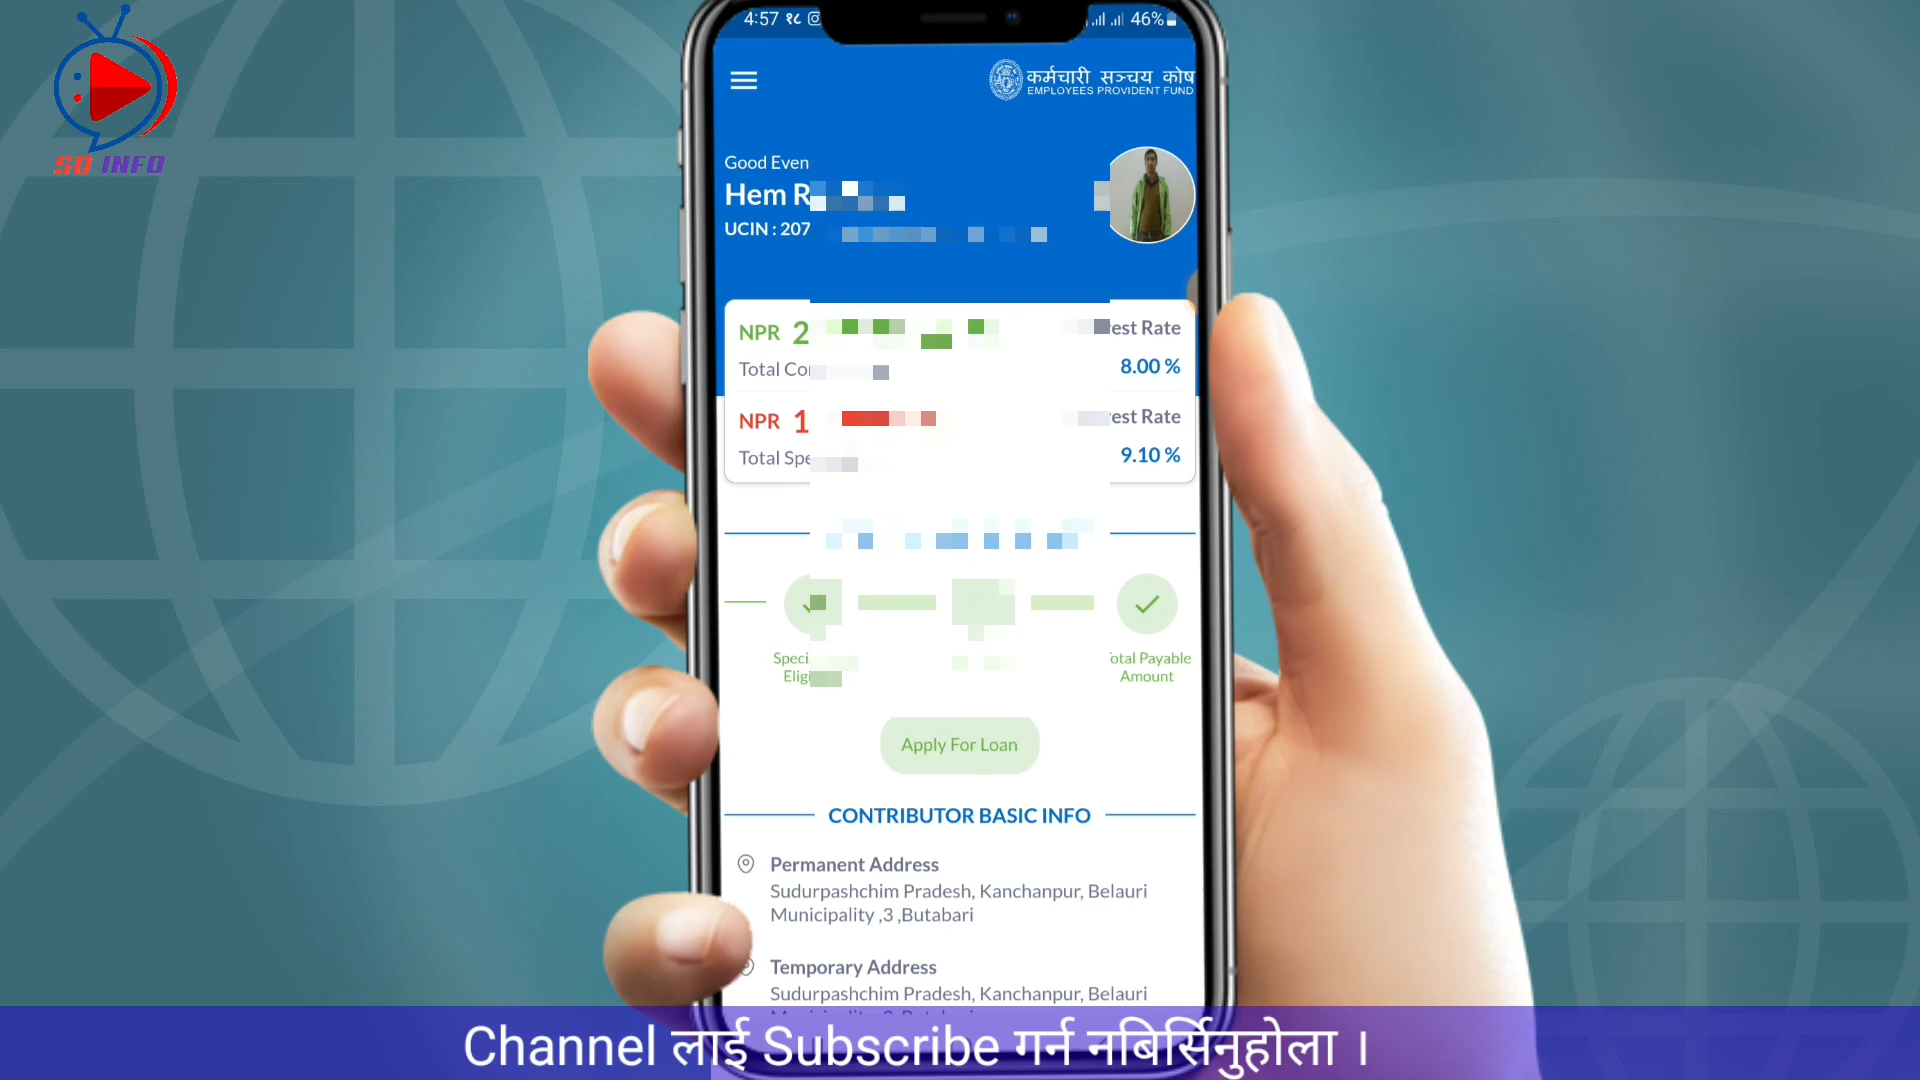 SD INFO
4:57 १८ 46%
कर्मचारी सञ्चय कोष
EMPLOYEES PROVIDENT FUND
Good Even
Hem R
UCIN : 207
NPR 2
est Rate
Total Co
8.00 %
NPR 1
rest Rate
Total Spe
9.10 %
Speci
Eligi
otal Payable
Amount
Apply For Loan
CONTRIBUTOR BASIC INFO
Permanent Address
Sudurpashchim Pradesh, Kanchanpur, Belauri
Municipality ,3 ,Butabari
Temporary Address
Sudurpashchim Pradesh, Kanchanpur, Belauri
Channel लाई Subscribe गर्न नबिर्सिनुहोला ।